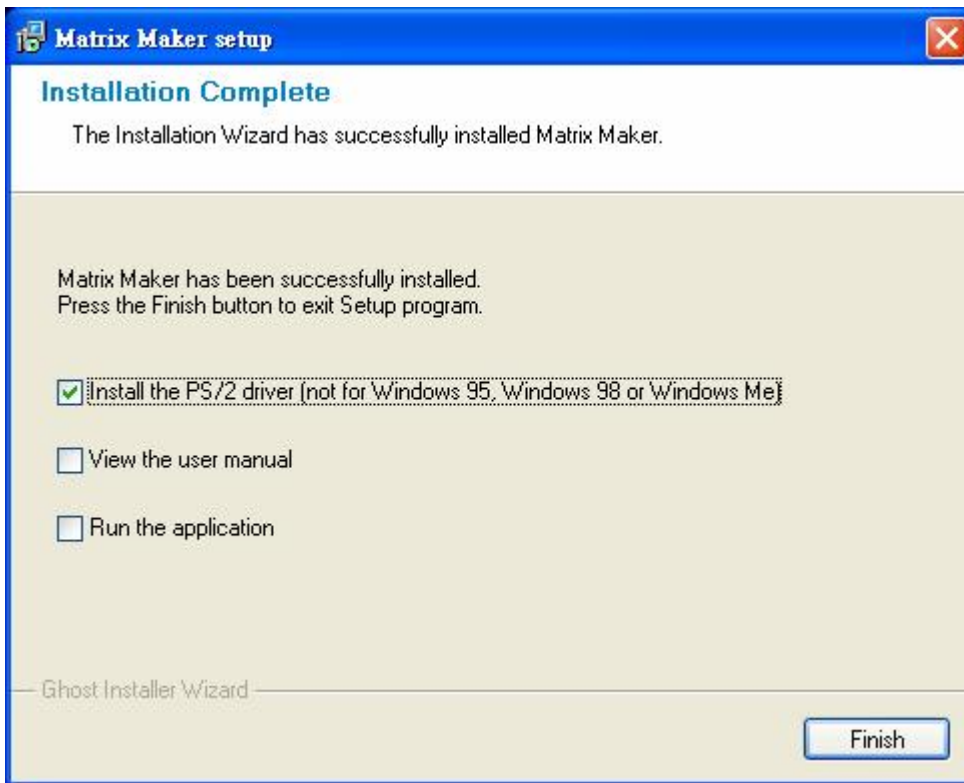 Matrix Maker setup
Installation Complete
The Installation Wizard has successfully installed Matrix Maker.
Matrix Maker has been successfully installed.
Press the Finish button to exit Setup program.
Install the PS/2 driver (not for Windows 95, Windows 98 or Windows Me)
View the user manual
Run the application
Ghost Installer Wizard
Finish